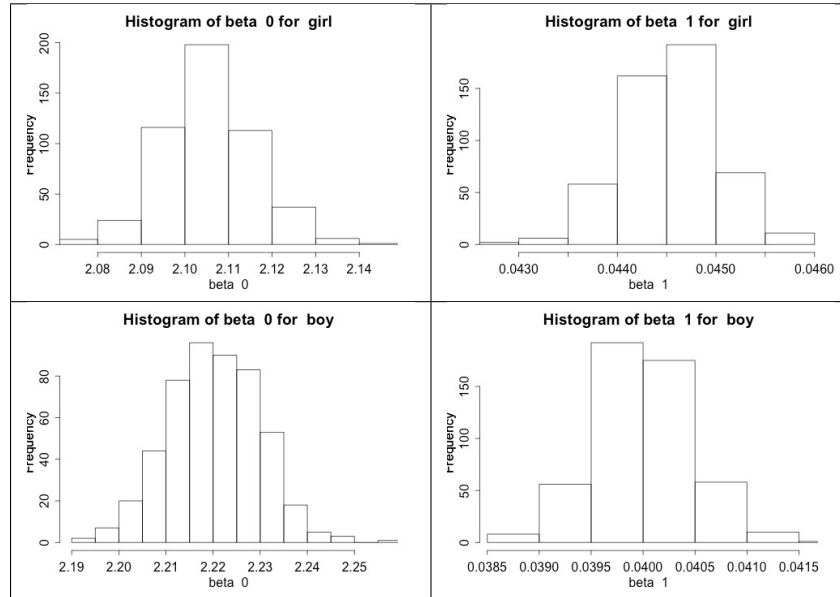 Histogram of beta 0 for girl
Frequency
0 50 100 150 200
2.08 2.09 2.10 2.11 2.12 2.13 2.14
beta 0
Histogram of beta 1 for girl
Frequency
0 50 100 150
0.0430 0.0440 0.0450 0.0460
beta 1
Histogram of beta 0 for boy
Frequency
0 20 40 60 80
2.19 2.20 2.21 2.22 2.23 2.24 2.25
beta 0
Histogram of beta 1 for boy
Frequency
0 50 100 150
0.0385 0.0390 0.0395 0.0400 0.0405 0.0410 0.0415
beta 1